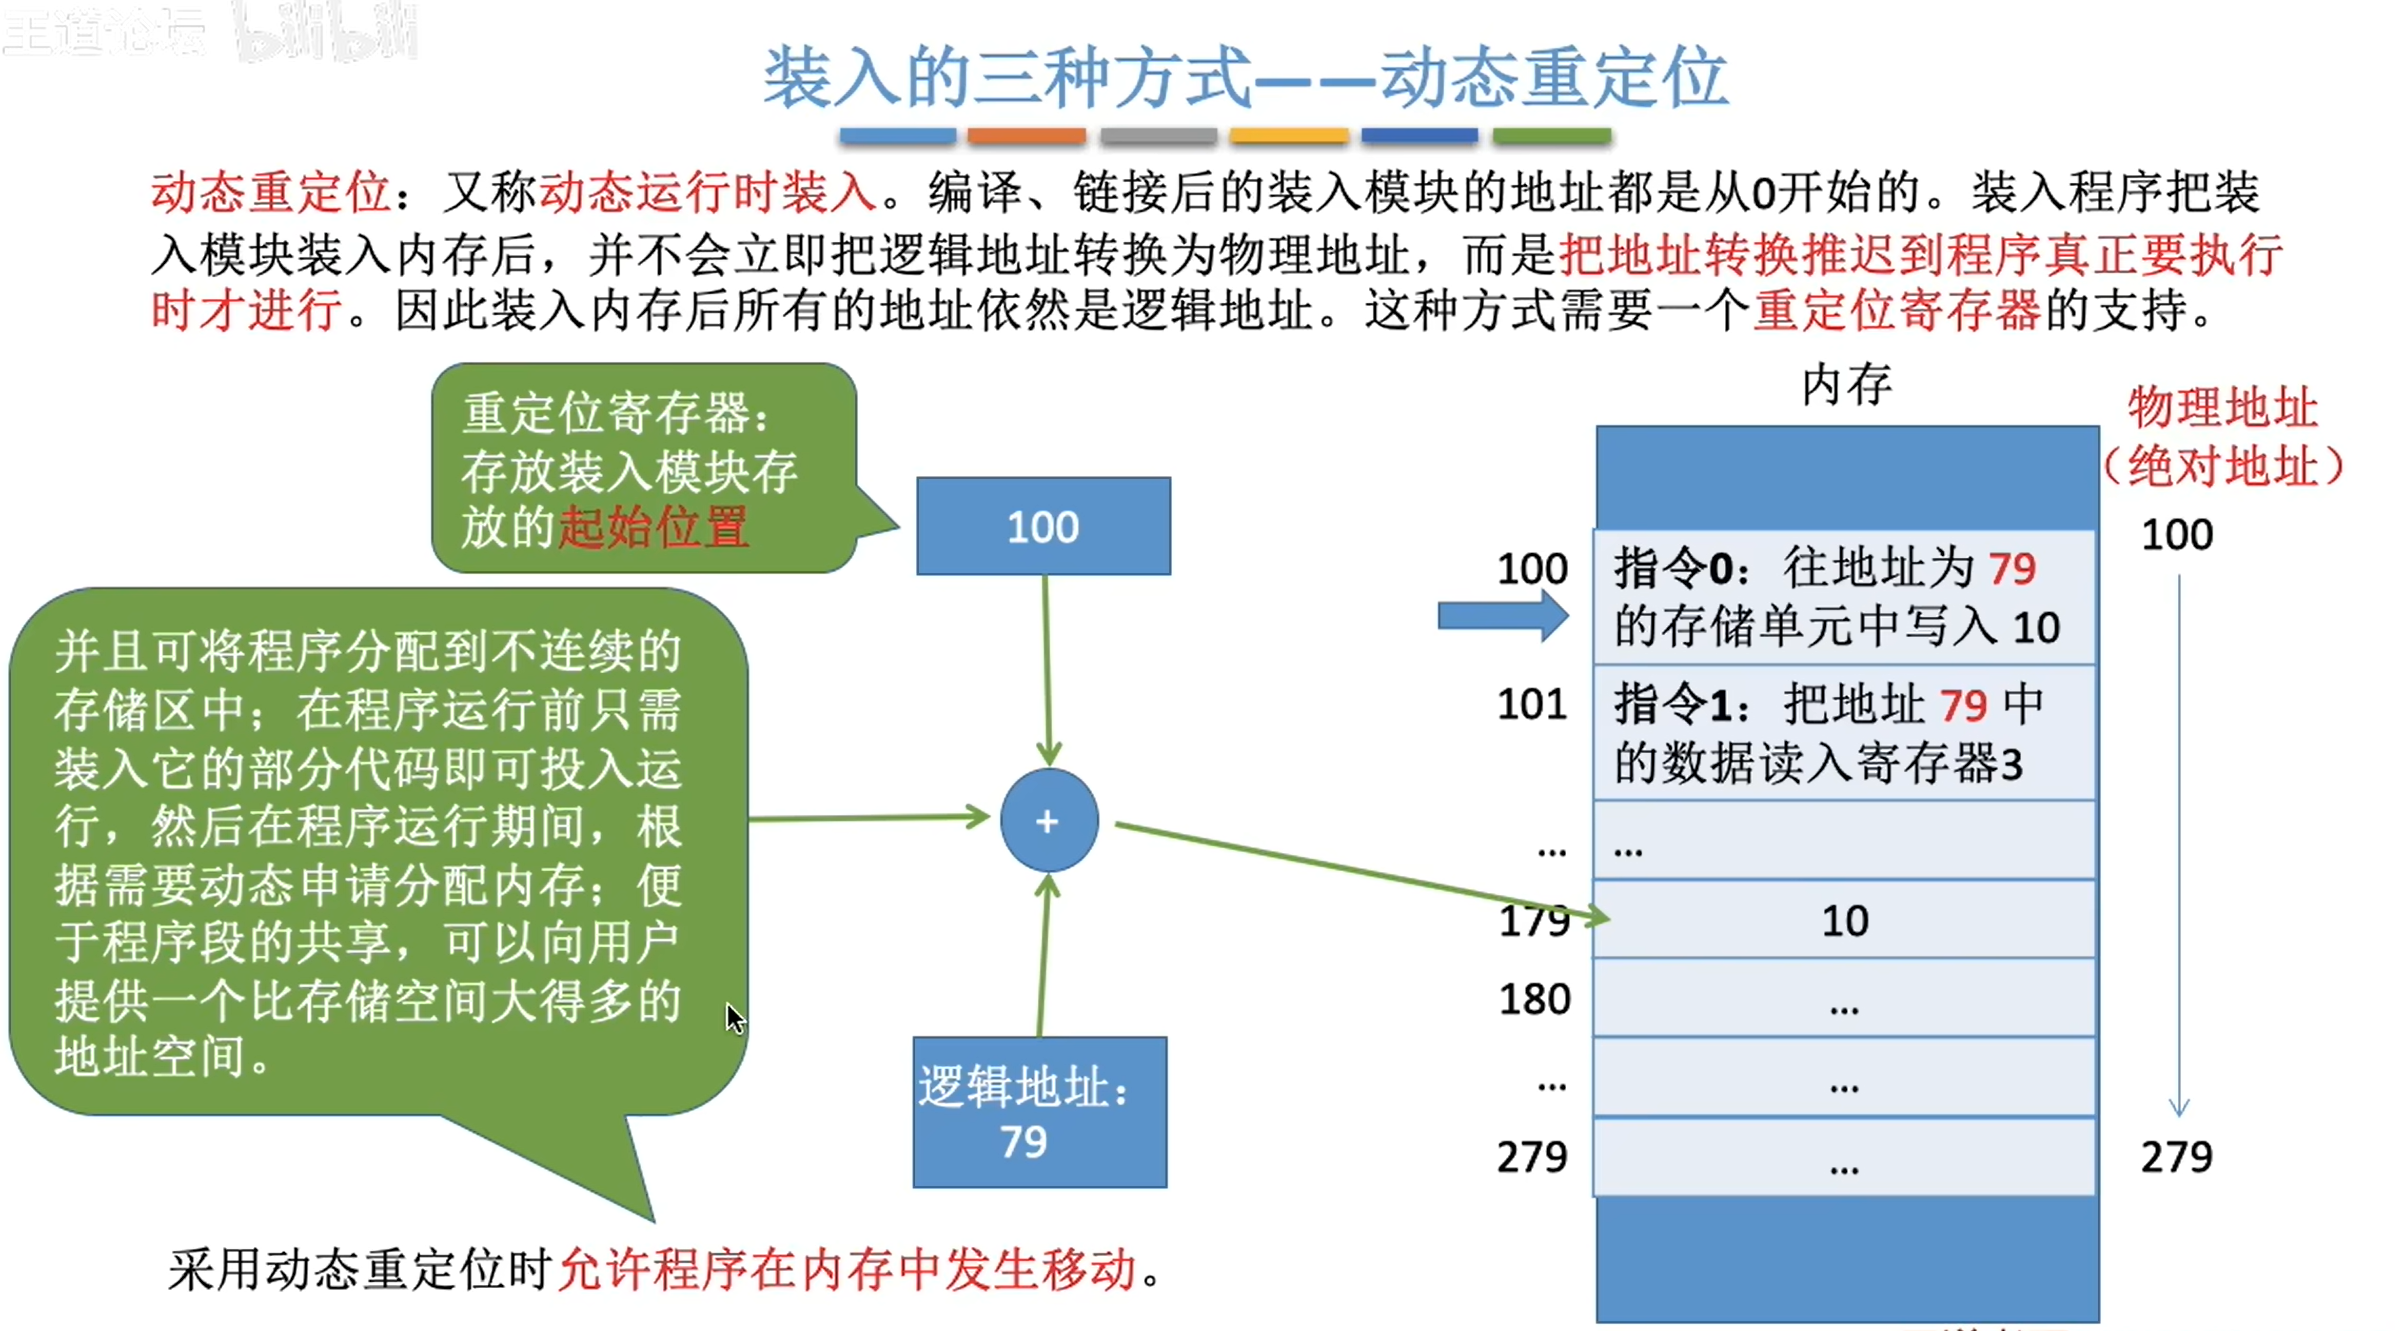 王道论坛 bilibili
装入的三种方式——动态重定位
动态重定位：又称动态运行时装入。编译、链接后的装入模块的地址都是从0开始的。装入程序把装
入模块装入内存后，并不会立即把逻辑地址转换为物理地址，而是把地址转换推迟到程序真正要执行
时才进行。因此装入内存后所有的地址依然是逻辑地址。这种方式需要一个重定位寄存器的支持。
重定位寄存器：
存放装入模块存
放的起始位置
100
并且可将程序分配到不连续的
存储区中；在程序运行前只需
装入它的部分代码即可投入运
行，然后在程序运行期间，根
据需要动态申请分配内存；便
于程序段的共享，可以向用户
提供一个比存储空间大得多的
地址空间。
+
逻辑地址：
79
采用动态重定位时允许程序在内存中发生移动。
内存
物理地址
（绝对地址）
100
279
100
指令0：往地址为 79
的存储单元中写入 10
101
指令1：把地址 79 中
的数据读入寄存器3
... ...
179 10
180 ...
... ...
279 ...